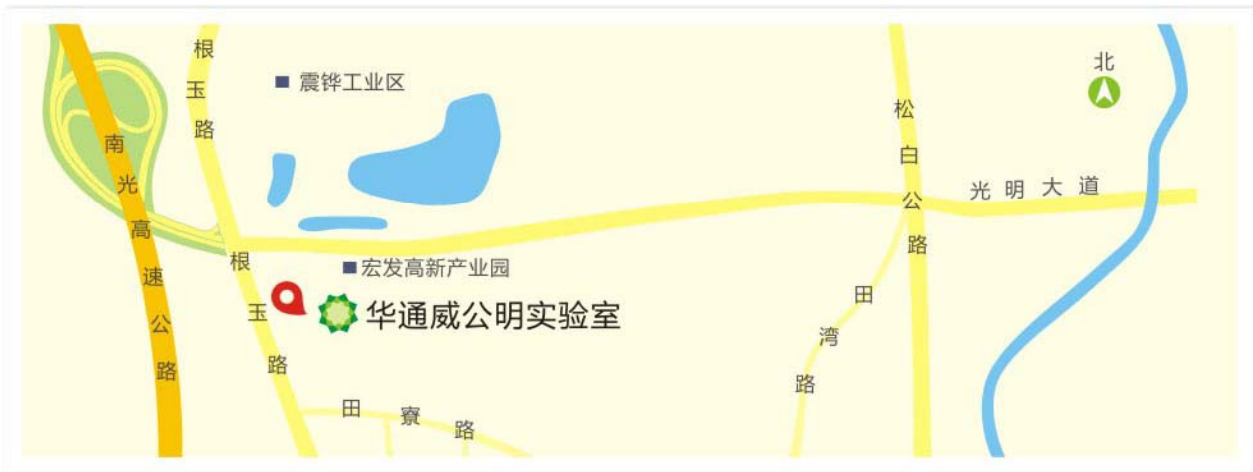 根玉路
震铧工业区
北
南光高速公路
松白公路
光明大道
根玉路
宏发高新产业园
华通威公明实验室
田湾路
田寮路